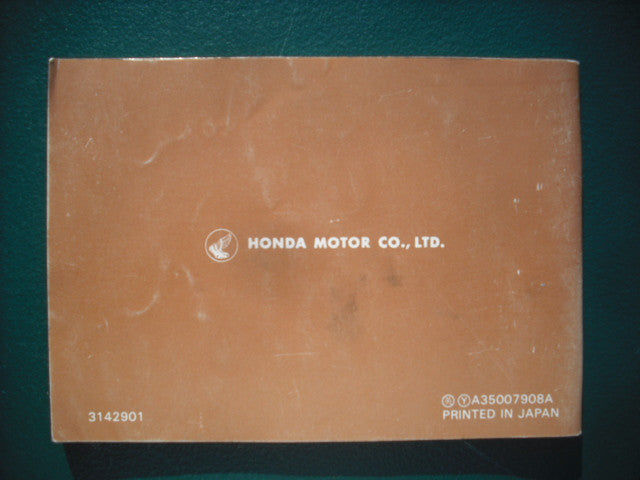 HONDA MOTOR CO., LTD.
3142901
Ⓨ A35007908A
PRINTED IN JAPAN